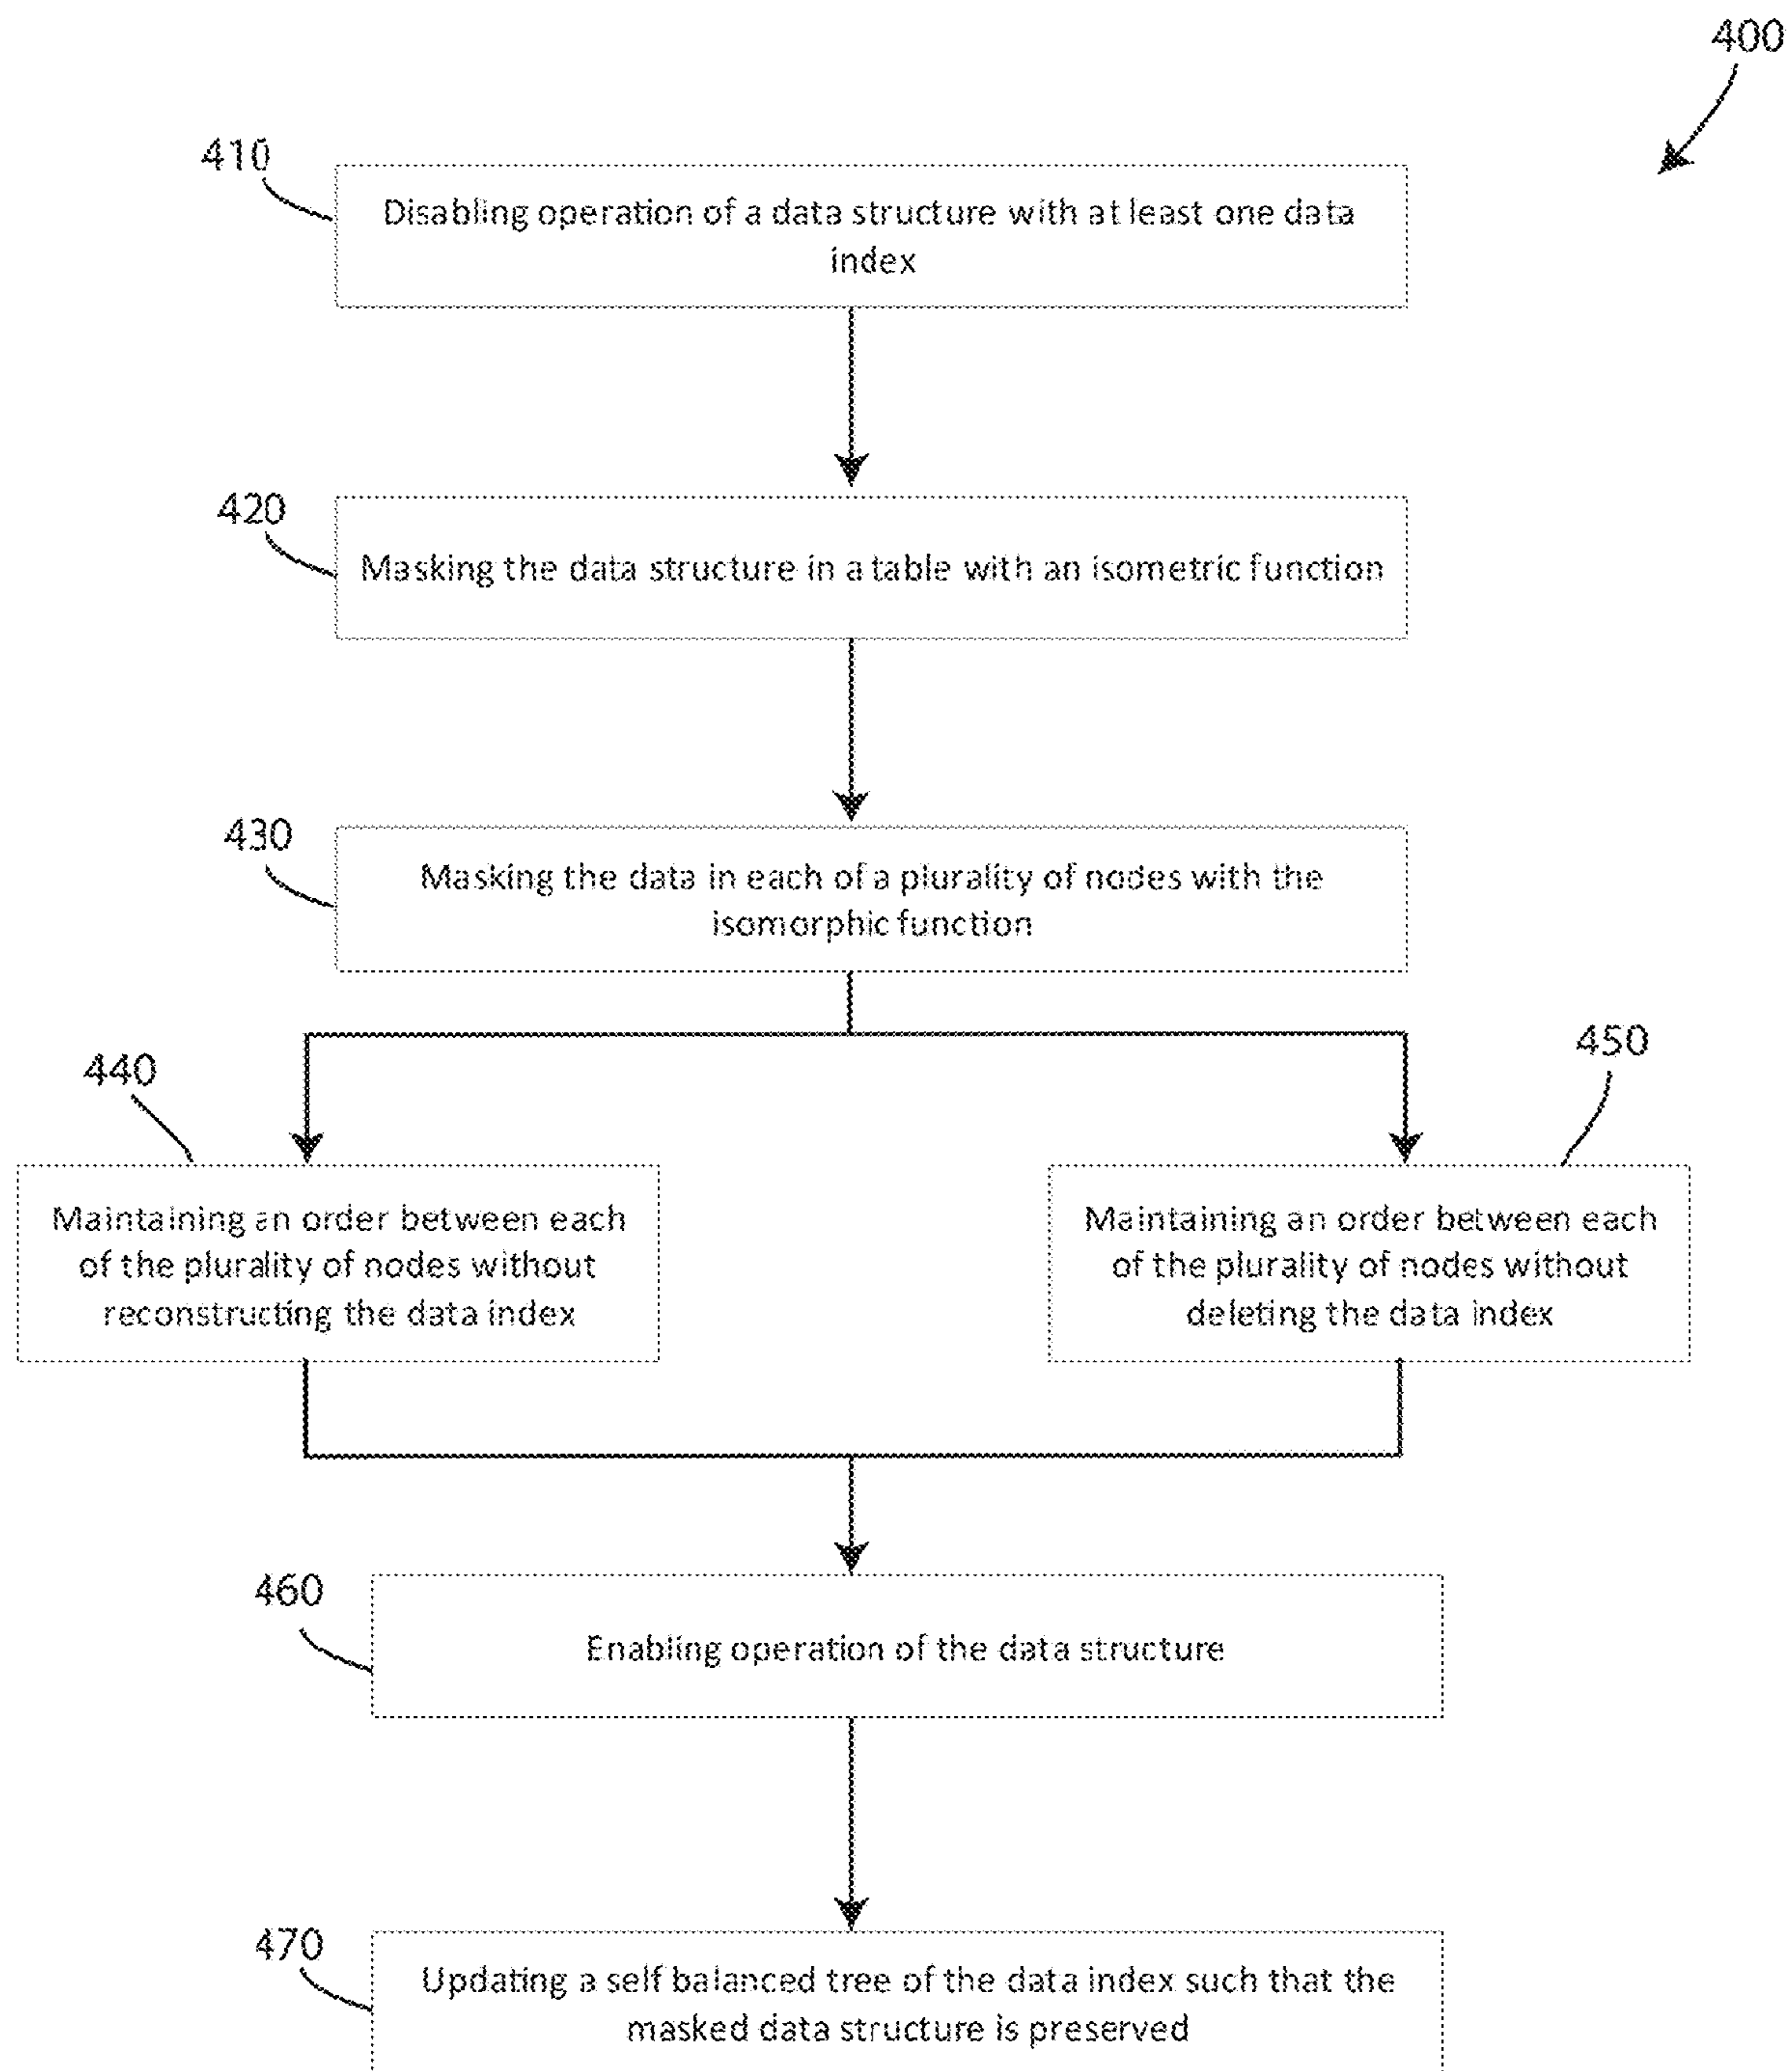 400
410
Disabling operation of a data structure with at least one data
index
420
Masking the data structure in a table with an isometric function
430
Masking the data in each of a plurality of nodes with the
isomorphic function
440
450
Maintaining an order between each
of the plurality of nodes without
reconstructing the data index
Maintaining an order between each
of the plurality of nodes without
deleting the data index
460
Enabling operation of the data structure
470
Updating a self balanced tree of the data index such that the
masked data structure is preserved